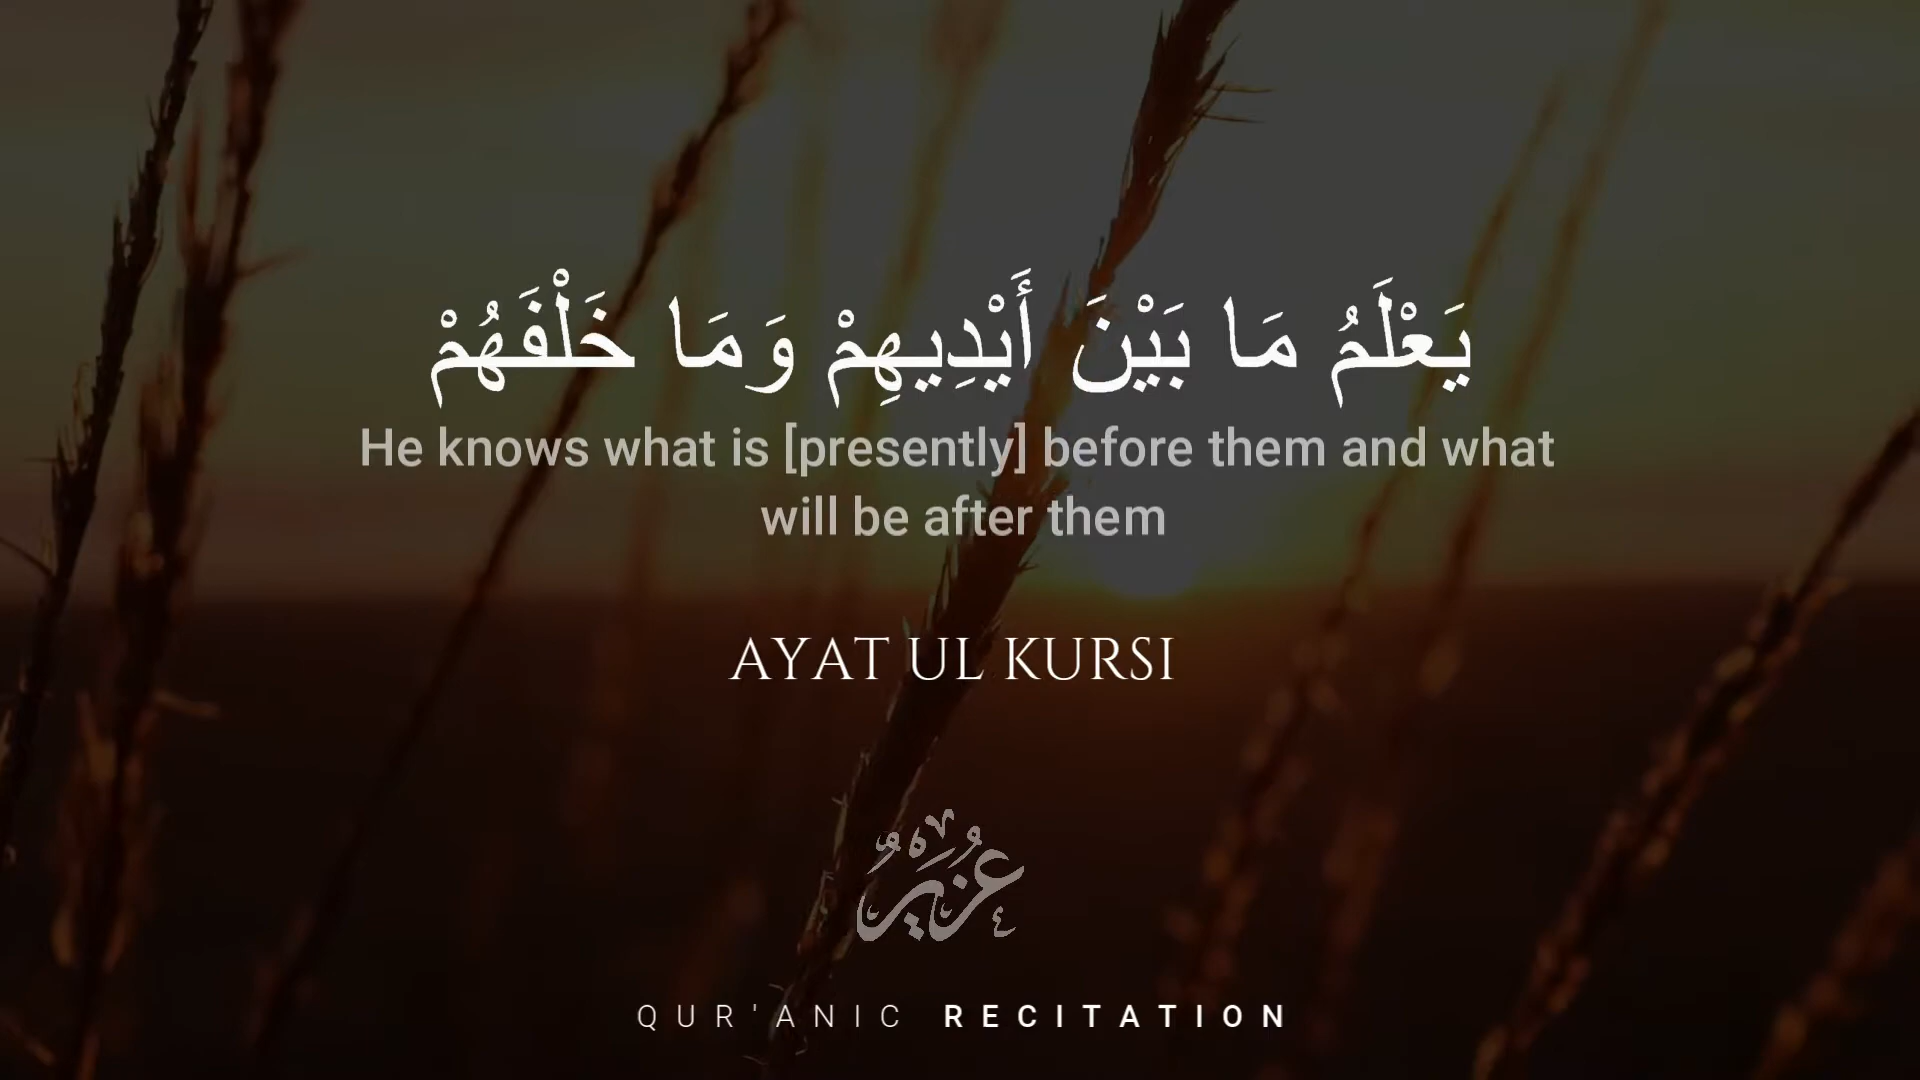 يَعْلَمُ مَا بَيْنَ أَيْدِيهِمْ وَمَا خَلْفَهُمْ
He knows what is [presently] before them and what
will be after them
AYAT UL KURSI
عُزَيْرٌ
QUR'ANIC RECITATION